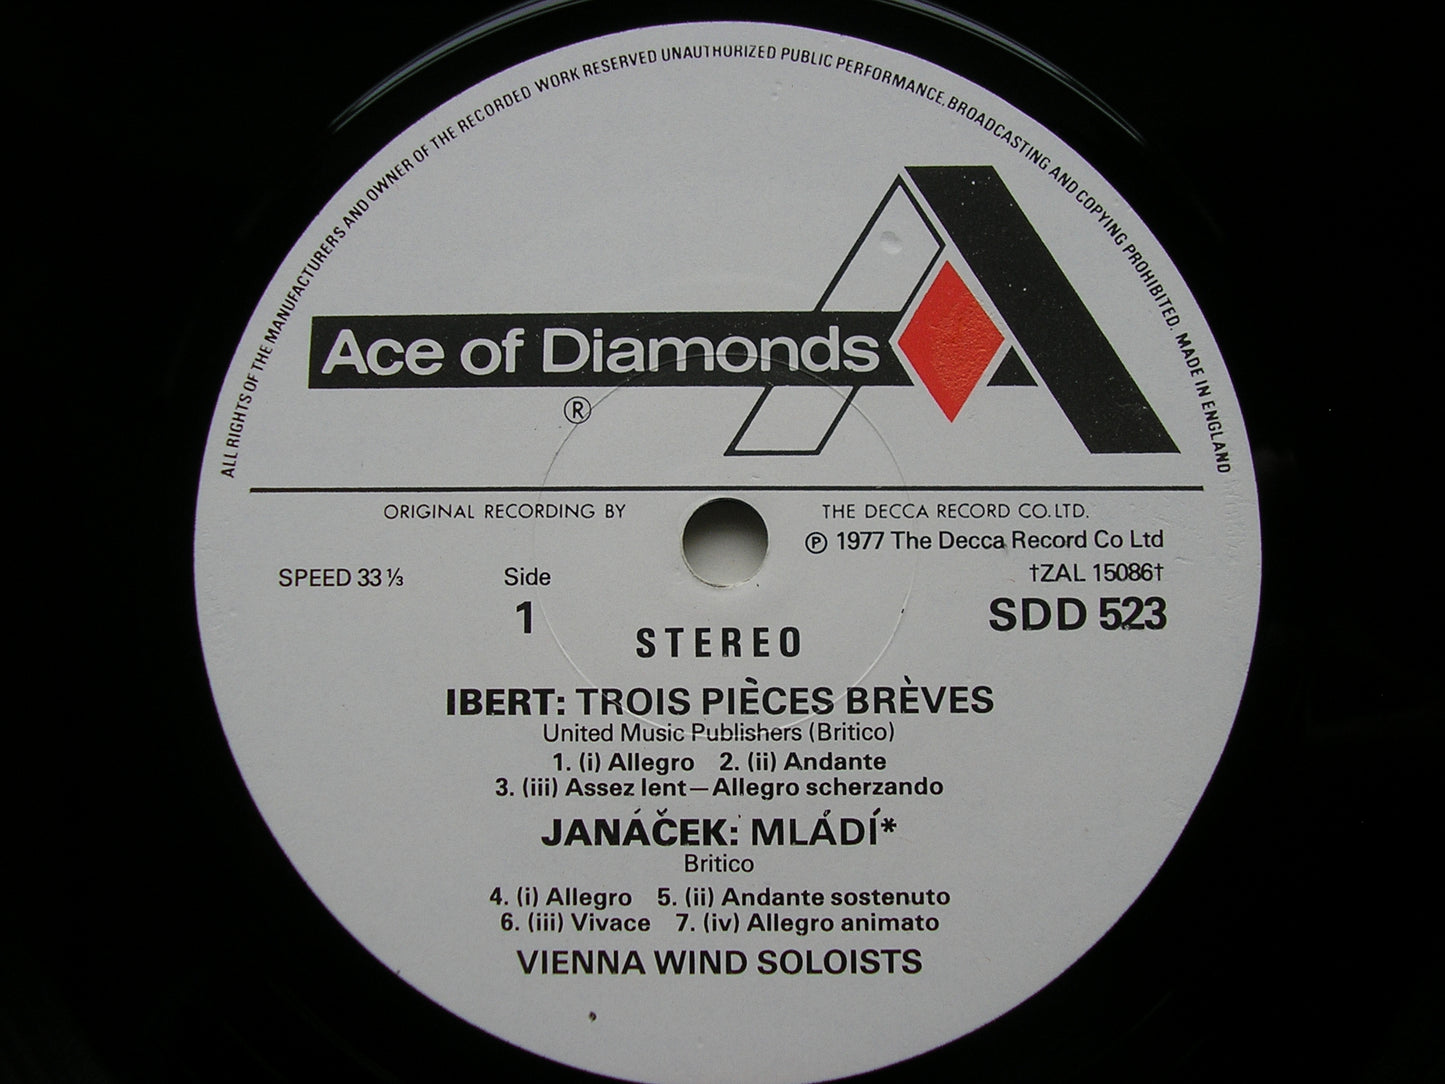 ALL RIGHTS OF THE MANUFACTURERS AND OWNER OF THE RECORDED WORK RESERVED UNAUTHORIZED PUBLIC PERFORMANCE, BROADCASTING AND COPYING PROHIBITED. MADE IN ENGLAND
Ace of Diamonds
®
ORIGINAL RECORDING BY THE DECCA RECORD CO. LTD.
℗ 1977 The Decca Record Co Ltd
SPEED 33 ⅓ Side †ZAL 15086†
1 SDD 523
STEREO
IBERT: TROIS PIÈCES BRÈVES
United Music Publishers (Britico)
1. (i) Allegro 2. (ii) Andante
3. (iii) Assez lent—Allegro scherzando
JANÁČEK: MLÁDÍ*
Britico
4. (i) Allegro 5. (ii) Andante sostenuto
6. (iii) Vivace 7. (iv) Allegro animato
VIENNA WIND SOLOISTS